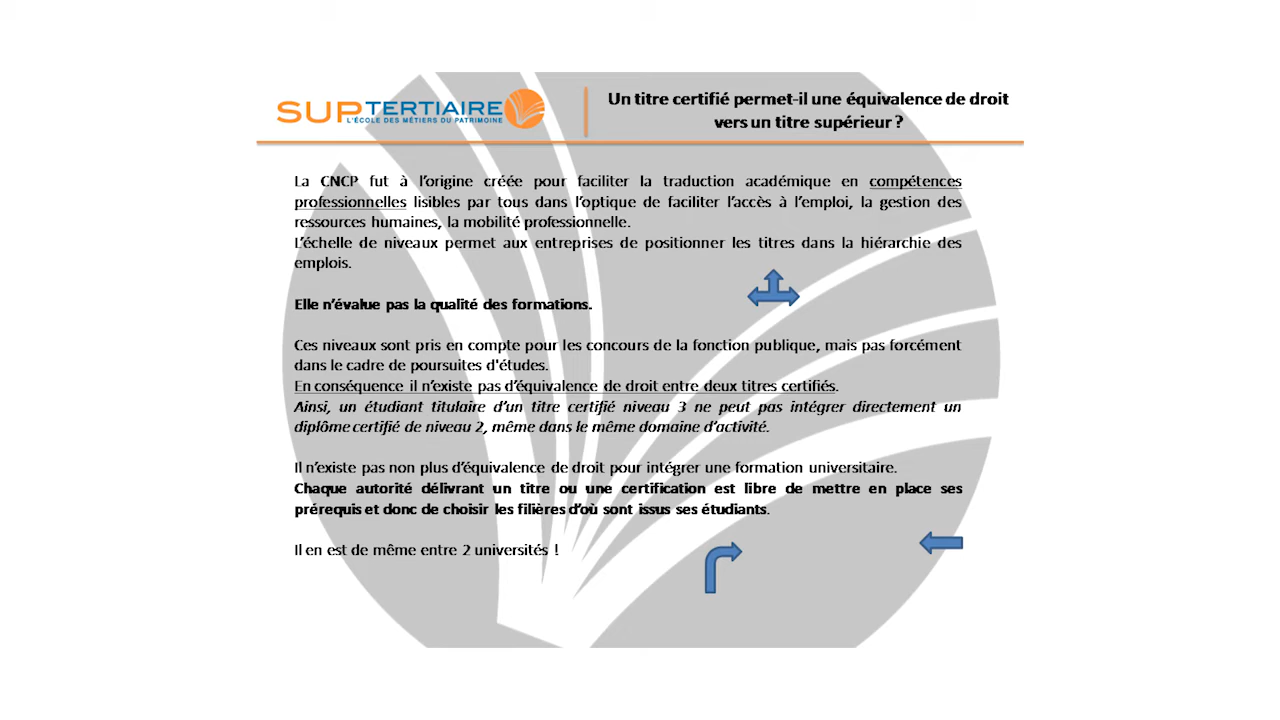 SUPTERTIAIRE
L'ÉCOLE DES MÉTIERS DU PATRIMOINE
Un titre certifié permet-il une équivalence de droit
vers un titre supérieur ?
La CNCP fut à l'origine créée pour faciliter la traduction académique en compétences
professionnelles lisibles par tous dans l'optique de faciliter l'accès à l'emploi, la gestion des
ressources humaines, la mobilité professionnelle.
L'échelle de niveaux permet aux entreprises de positionner les titres dans la hiérarchie des
emplois.
Elle n'évalue pas la qualité des formations.
Ces niveaux sont pris en compte pour les concours de la fonction publique, mais pas forcément
dans le cadre de poursuites d'études.
En conséquence il n'existe pas d'équivalence de droit entre deux titres certifiés.
Ainsi, un étudiant titulaire d'un titre certifié niveau 3 ne peut pas intégrer directement un
diplôme certifié de niveau 2, même dans le même domaine d'activité.
Il n'existe pas non plus d'équivalence de droit pour intégrer une formation universitaire.
Chaque autorité délivrant un titre ou une certification est libre de mettre en place ses
prérequis et donc de choisir les filières d'où sont issus ses étudiants.
Il en est de même entre 2 universités !